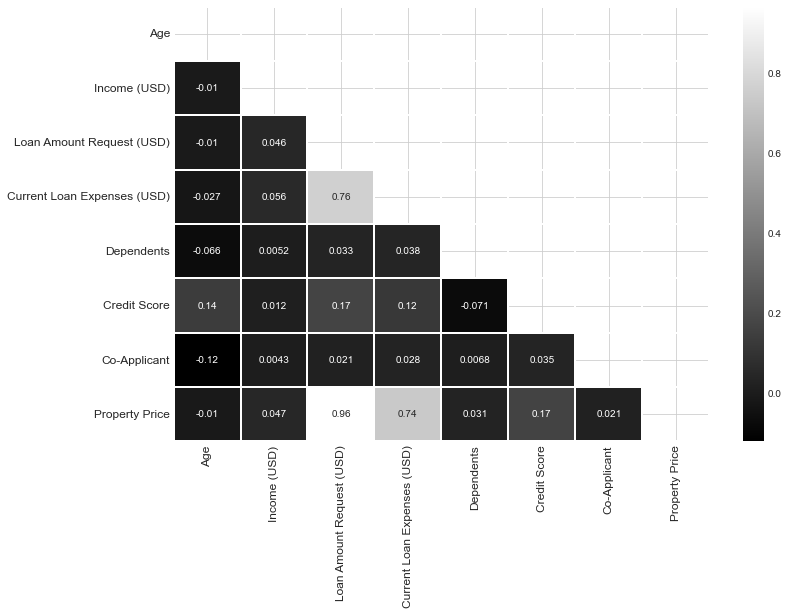 Age
Income (USD) -0.01
Loan Amount Request (USD) -0.01 0.046
Current Loan Expenses (USD) -0.027 0.056 0.76
Dependents -0.066 0.0052 0.033 0.038
Credit Score 0.14 0.012 0.17 0.12 -0.071
Co-Applicant -0.12 0.0043 0.021 0.028 0.0068 0.035
Property Price -0.01 0.047 0.96 0.74 0.031 0.17 0.021
Age
Income (USD)
Loan Amount Request (USD)
Current Loan Expenses (USD)
Dependents
Credit Score
Co-Applicant
Property Price
0.8
0.6
0.4
0.2
0.0